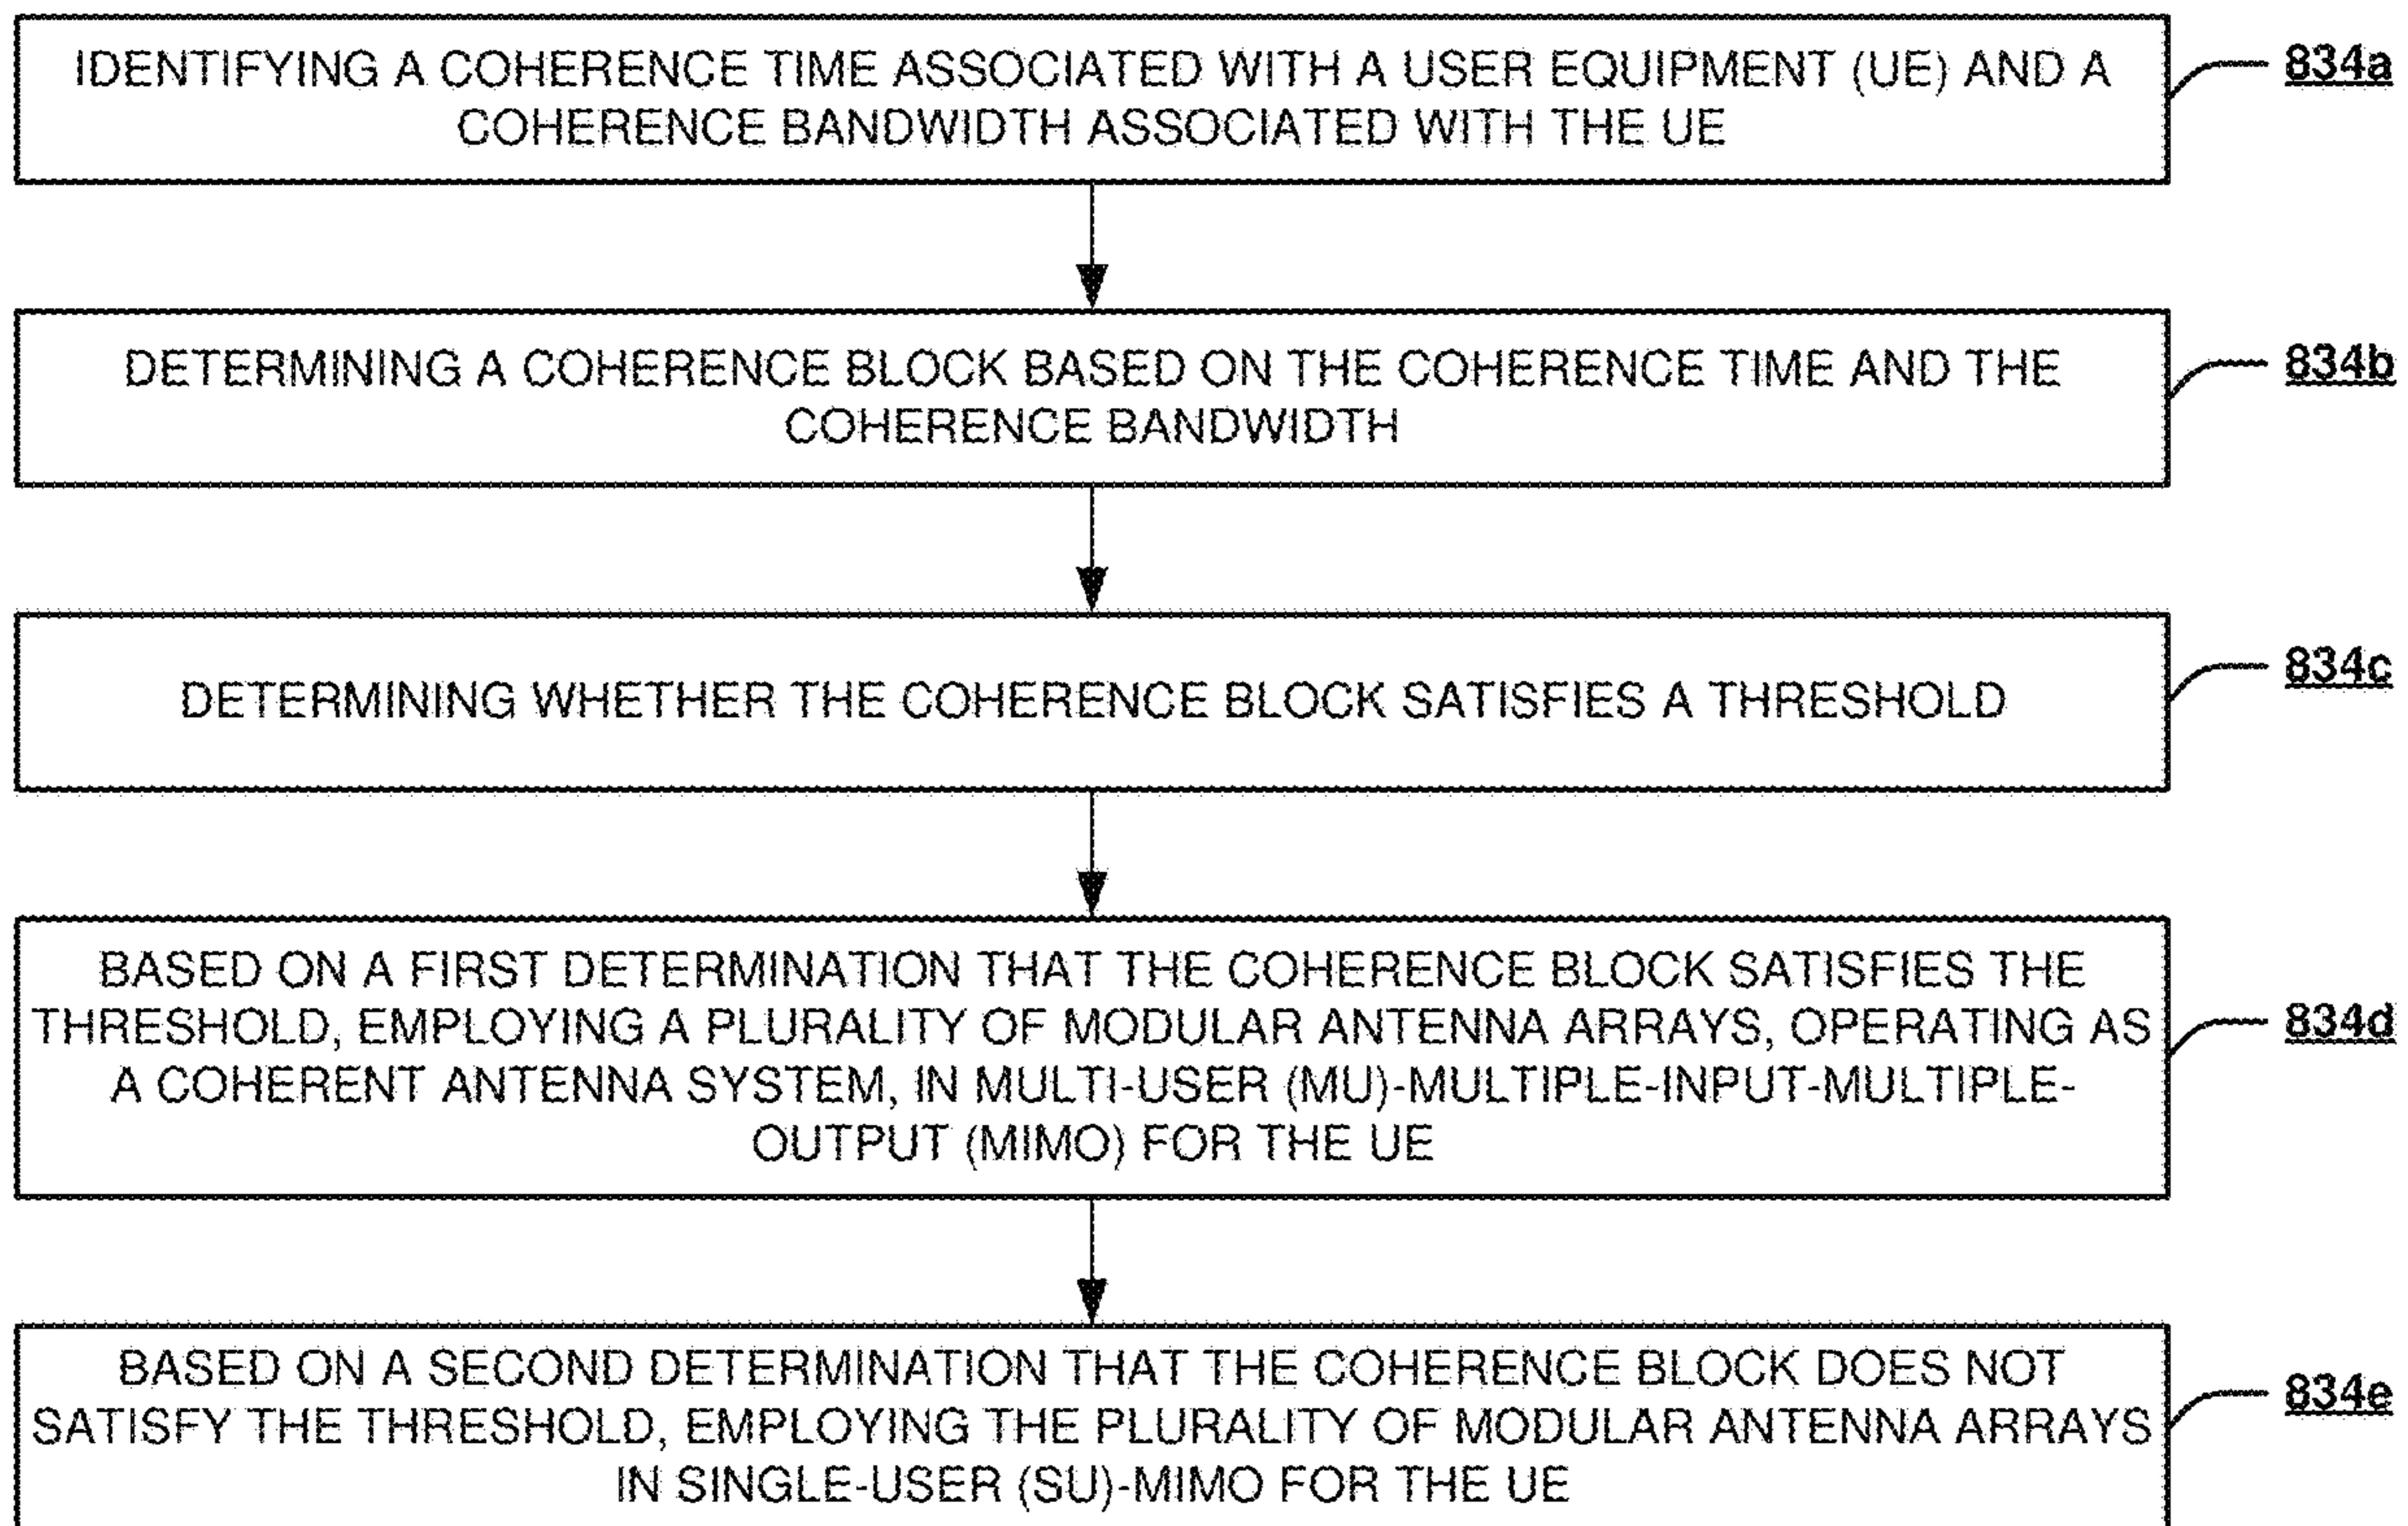 IDENTIFYING A COHERENCE TIME ASSOCIATED WITH A USER EQUIPMENT (UE) AND A
COHERENCE BANDWIDTH ASSOCIATED WITH THE UE
834a
DETERMINING A COHERENCE BLOCK BASED ON THE COHERENCE TIME AND THE
COHERENCE BANDWIDTH
834b
DETERMINING WHETHER THE COHERENCE BLOCK SATISFIES A THRESHOLD
834c
BASED ON A FIRST DETERMINATION THAT THE COHERENCE BLOCK SATISFIES THE
THRESHOLD, EMPLOYING A PLURALITY OF MODULAR ANTENNA ARRAYS, OPERATING AS
A COHERENT ANTENNA SYSTEM, IN MULTI-USER (MU)-MULTIPLE-INPUT-MULTIPLE-
OUTPUT (MIMO) FOR THE UE
834d
BASED ON A SECOND DETERMINATION THAT THE COHERENCE BLOCK DOES NOT
SATISFY THE THRESHOLD, EMPLOYING THE PLURALITY OF MODULAR ANTENNA ARRAYS
IN SINGLE-USER (SU)-MIMO FOR THE UE
834e